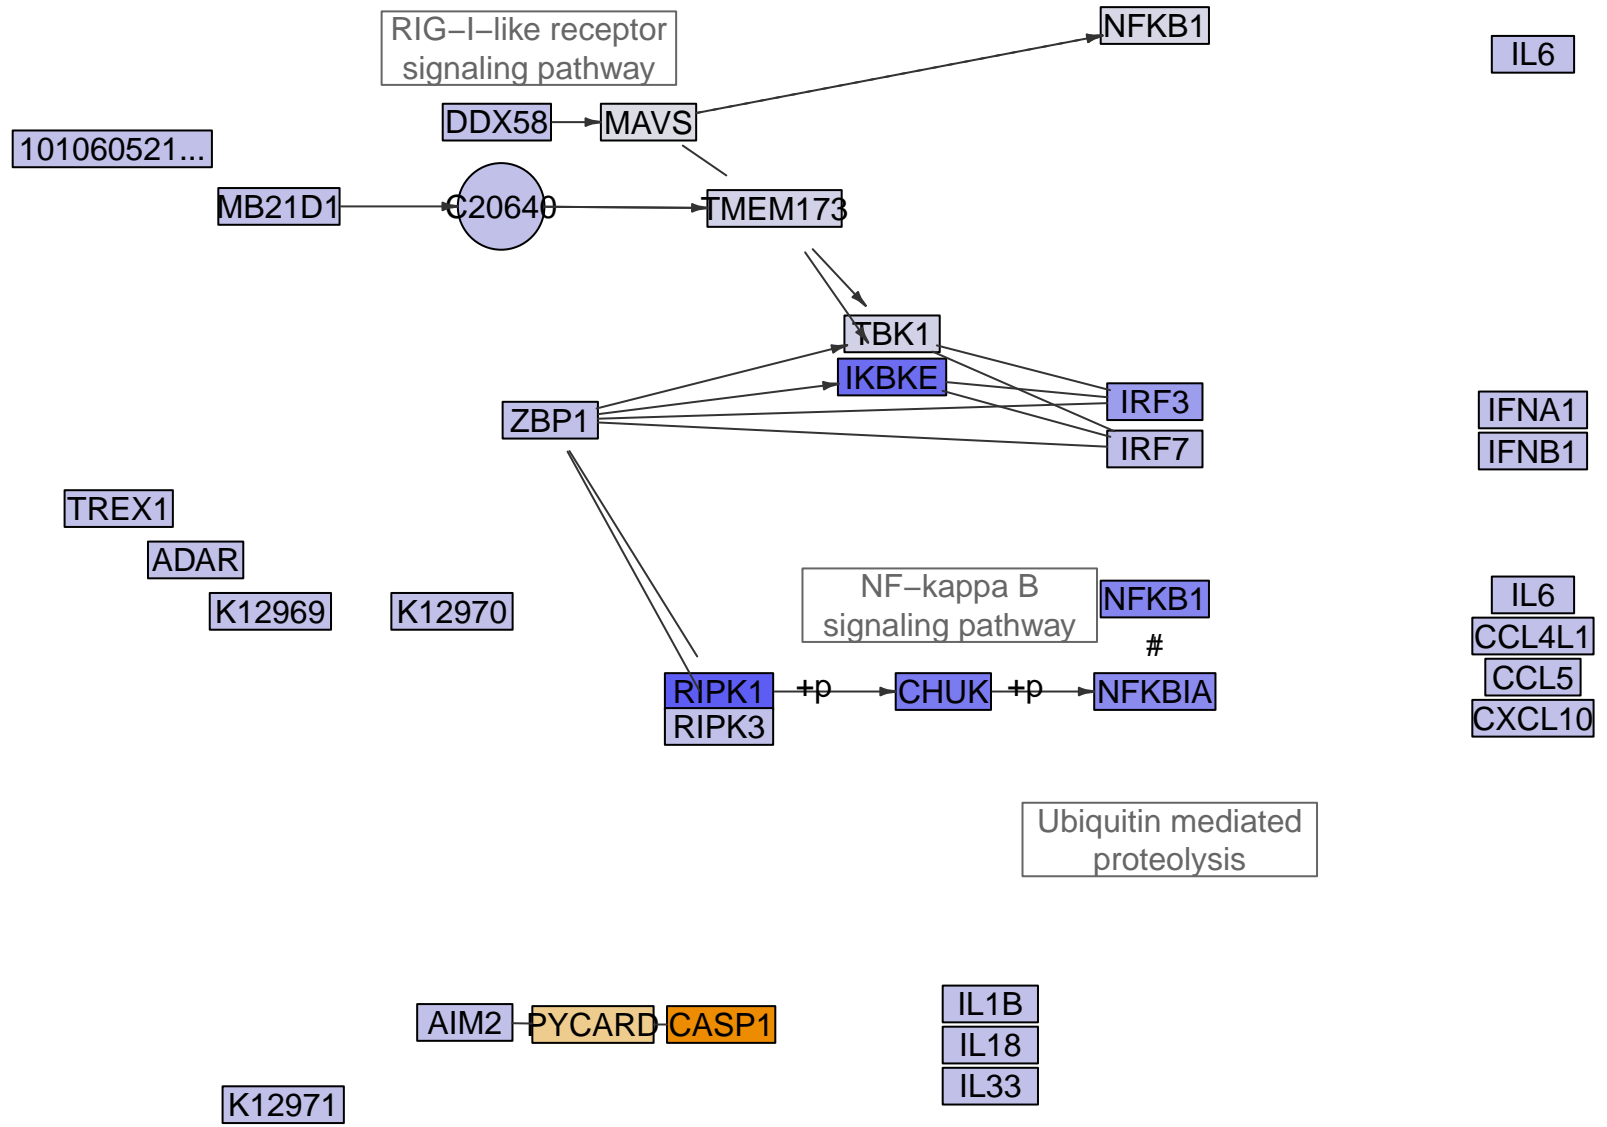 RIG−I−like receptor
signaling pathway
NFKB1
IL6
DDX58
MAVS
101060521...
MB21D1
C20640
TMEM173
TBK1
IKBKE
ZBP1
IRF3
IRF7
IFNA1
IFNB1
TREX1
ADAR
K12969
K12970
NF−kappa B
signaling pathway
NFKB1
#
IL6
CCL4L1
CCL5
CXCL10
RIPK1
+p
CHUK
+p
NFKBIA
RIPK3
Ubiquitin mediated
proteolysis
AIM2
PYCARD
CASP1
IL1B
IL18
IL33
K12971